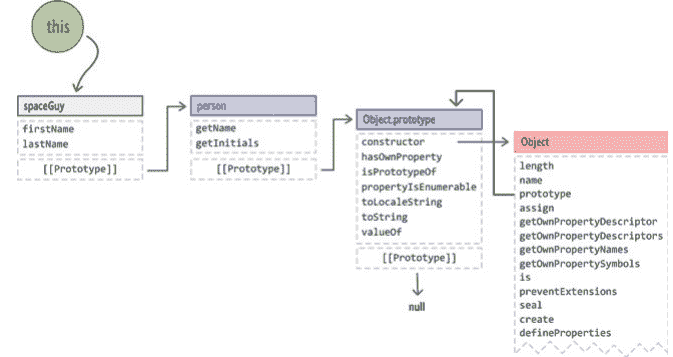 this
spaceGuy
firstName
lastName
[[Prototype]]
person
getName
getInitials
[[Prototype]]
Object.prototype
constructor
hasOwnProperty
isPrototypeOf
propertyIsEnumerable
toLocaleString
toString
valueOf
[[Prototype]]
null
Object
length
name
prototype
assign
getOwnPropertyDescriptor
getOwnPropertyDescriptors
getOwnPropertyNames
getOwnPropertySymbols
is
preventExtensions
seal
create
defineProperties